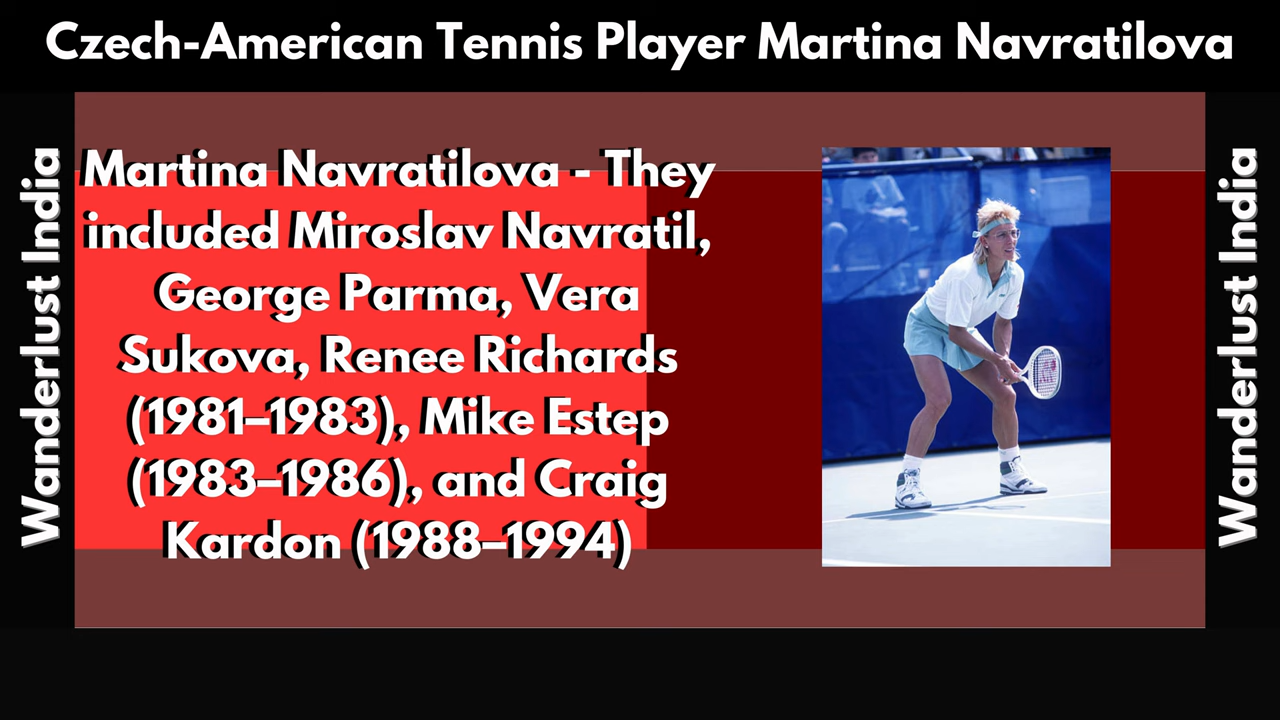 Czech-American Tennis Player Martina Navratilova
Wanderlust India
Martina Navratilova - They
included Miroslav Navratil,
George Parma, Vera
Sukova, Renee Richards
(1981–1983), Mike Estep
(1983–1986), and Craig
Kardon (1988–1994)
Wanderlust India